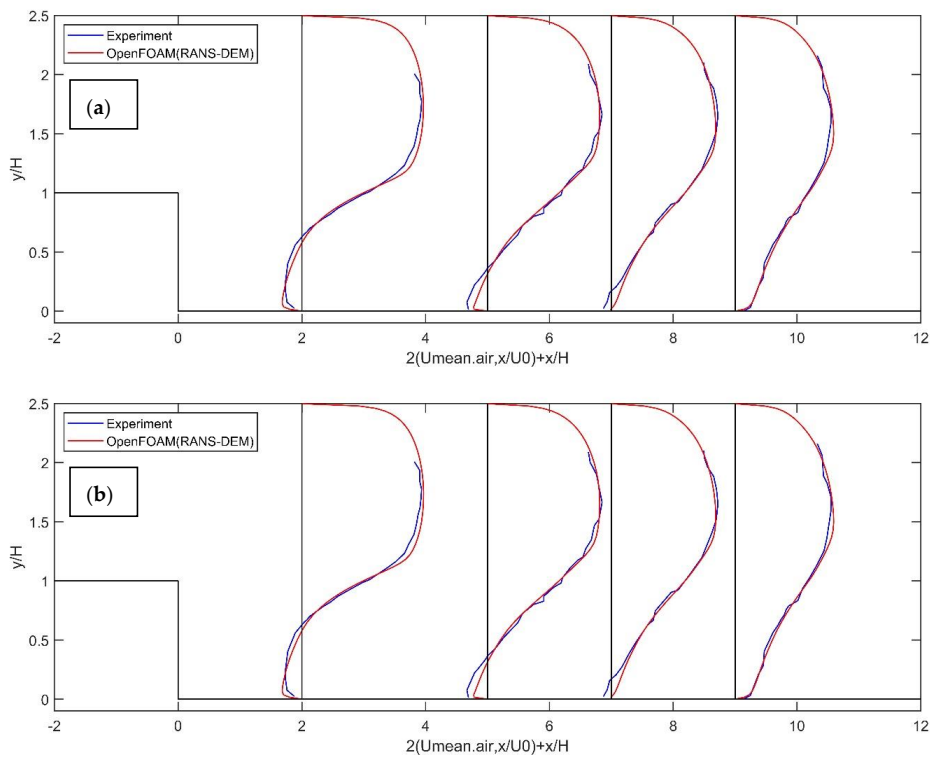 2.5
Experiment
OpenFOAM(RANS-DEM)
2
(a)
1.5
y/H
1
0.5
0
-2 0 2 4 6 8 10 12
2(Umean.air,x/U0)+x/H
2.5
Experiment
OpenFOAM(RANS-DEM)
2
(b)
1.5
y/H
1
0.5
0
-2 0 2 4 6 8 10 12
2(Umean.air,x/U0)+x/H